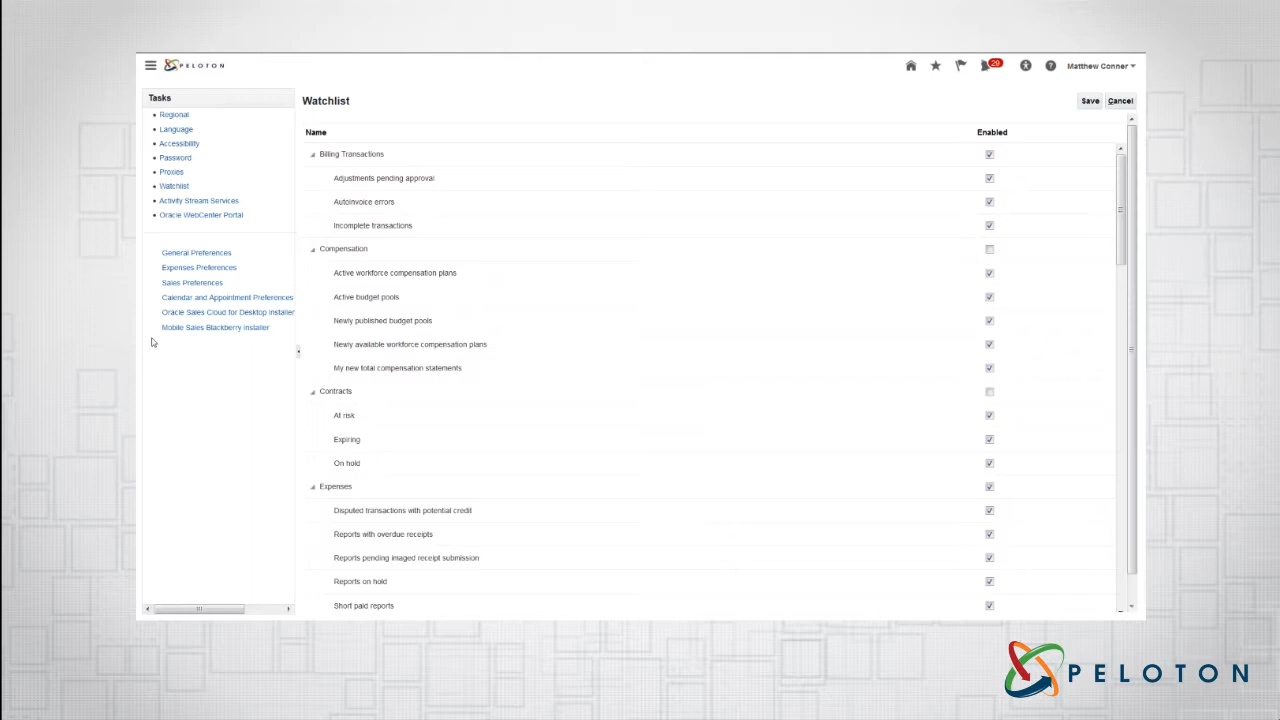 PELOTON
29
Matthew Conner
Tasks
Regional
Language
Accessibility
Password
Proxies
Watchlist
Activity Stream Services
Oracle WebCenter Portal
General Preferences
Expenses Preferences
Sales Preferences
Calendar and Appointment Preferences
Oracle Sales Cloud for Desktop Installer
Mobile Sales Blackberry Installer
Watchlist
Save Cancel
Name Enabled
Billing Transactions
Adjustments pending approval
AutoInvoice errors
Incomplete transactions
Compensation
Active workforce compensation plans
Active budget pools
Newly published budget pools
Newly available workforce compensation plans
My new total compensation statements
Contracts
At risk
Expiring
On hold
Expenses
Disputed transactions with potential credit
Reports with overdue receipts
Reports pending imaged receipt submission
Reports on hold
Short paid reports
PELOTON